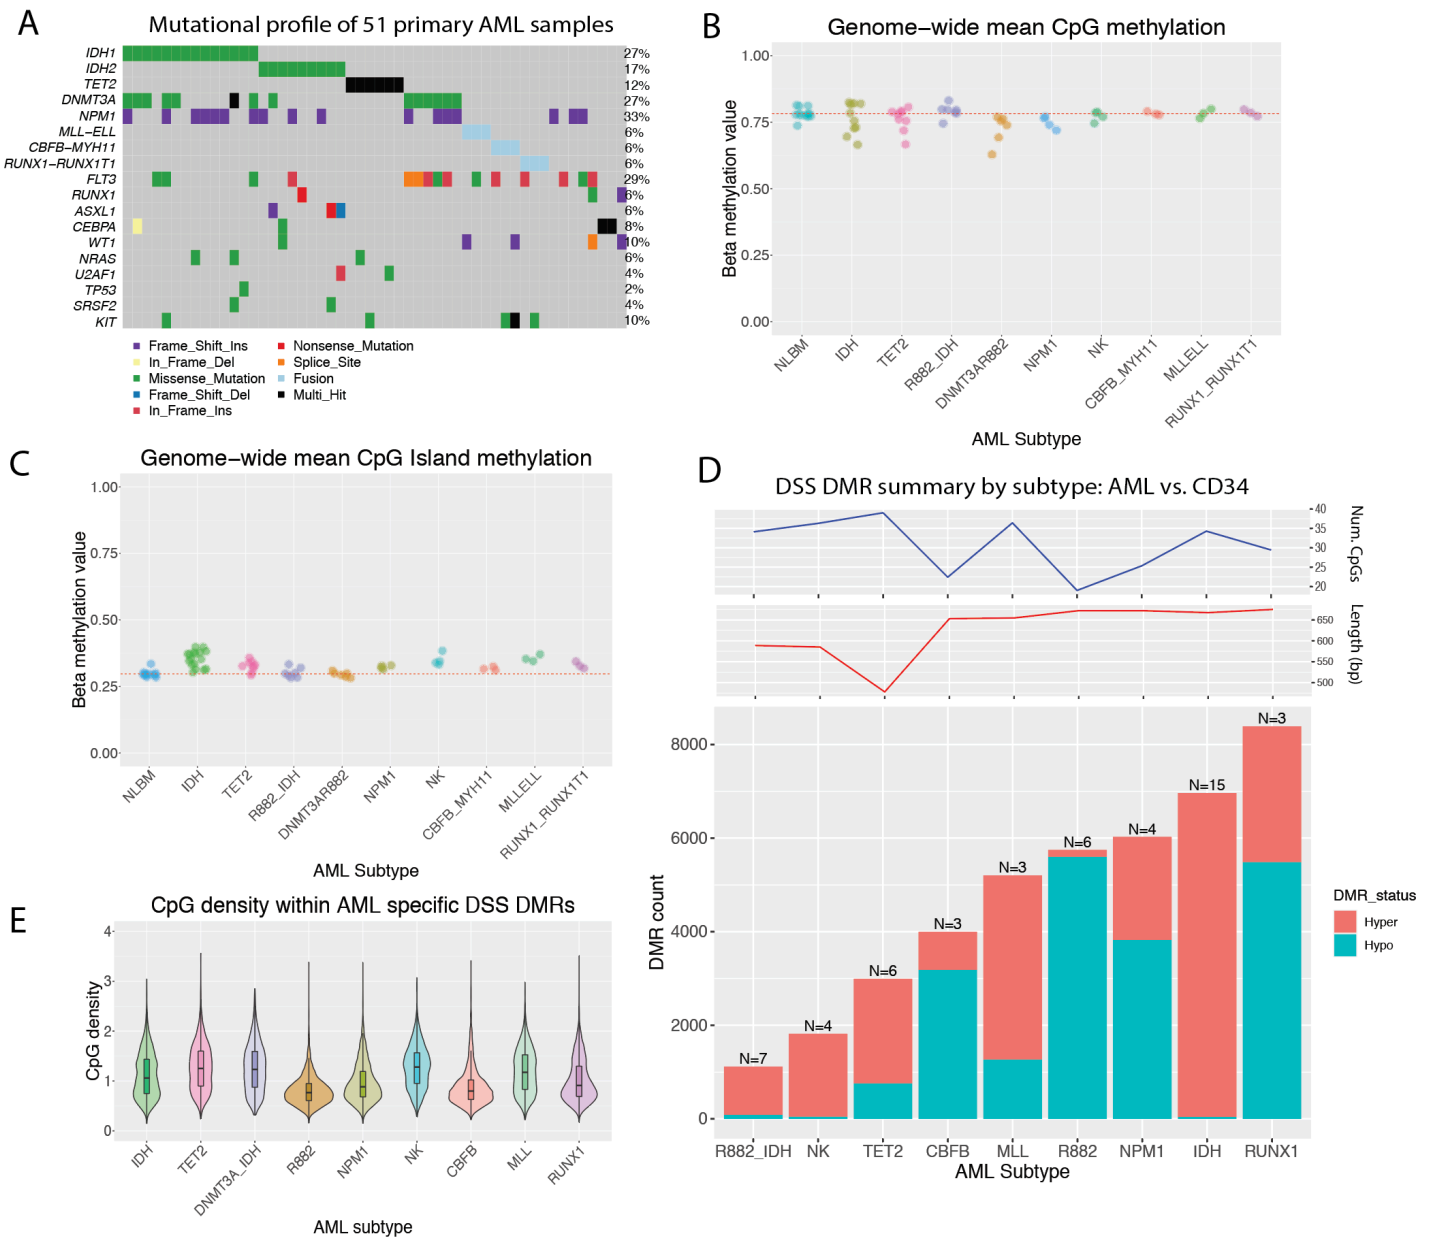 A
Mutational profile of 51 primary AML samples
IDH1 27%
IDH2 17%
TET2 12%
DNMT3A 27%
NPM1 33%
MLL-ELL 6%
CBFB-MYH11 6%
RUNX1-RUNX1T1 6%
FLT3 29%
RUNX1 6%
ASXL1 6%
CEBPA 8%
WT1 10%
NRAS 6%
U2AF1 4%
TP53 2%
SRSF2 4%
KIT 10%
Frame_Shift_Ins Nonsense_Mutation
In_Frame_Del Splice_Site
Missense_Mutation Fusion
Frame_Shift_Del Multi_Hit
In_Frame_Ins
B
Genome-wide mean CpG methylation
Beta methylation value
1.00
0.75
0.50
0.25
0.00
NLBM IDH TET2 R882_IDH DNMT3AR882 NPM1 NK CBFB_MYH11 MLLELL RUNX1_RUNX1T1
AML Subtype
C
Genome-wide mean CpG Island methylation
Beta methylation value
1.00
0.75
0.50
0.25
0.00
NLBM IDH TET2 R882_IDH DNMT3AR882 NPM1 NK CBFB_MYH11 MLLELL RUNX1_RUNX1T1
AML Subtype
D
DSS DMR summary by subtype: AML vs. CD34
40
35
30
25
20
Num. CpGs
650
600
550
500
Length (bp)
DMR count
8000
6000
4000
2000
0
N=7 N=4 N=6 N=3 N=3 N=6 N=4 N=15 N=3
R882_IDH NK TET2 CBFB MLL R882 NPM1 IDH RUNX1
AML Subtype
DMR_status
Hyper
Hypo
E
CpG density within AML specific DSS DMRs
CpG density
4
3
2
1
0
IDH TET2 DNMT3A_IDH R882 NPM1 NK CBFB MLL RUNX1
AML subtype